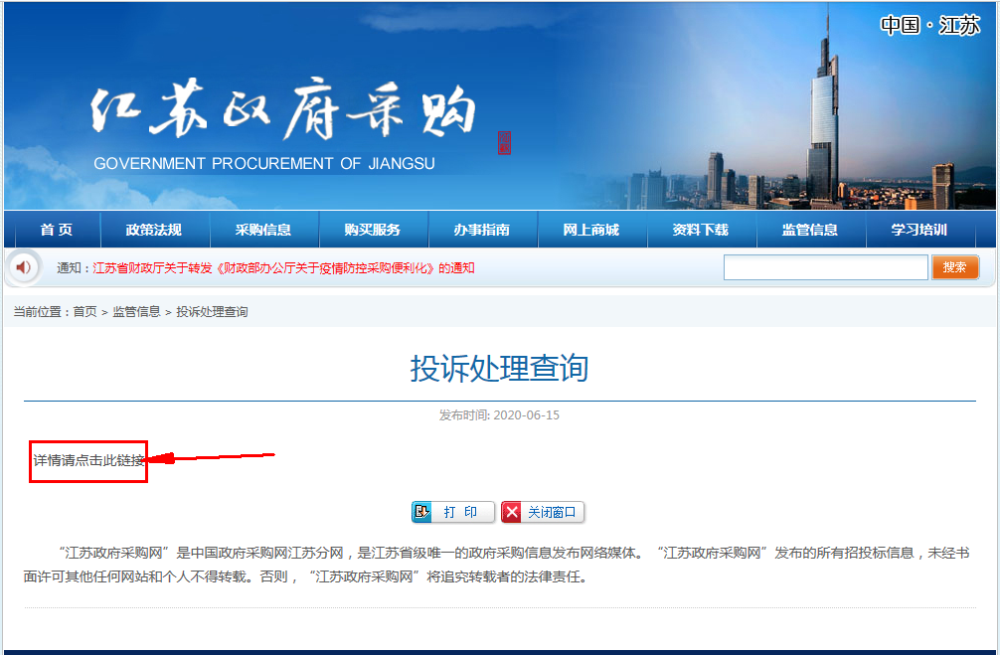 中国 · 江苏
江苏政府采购
GOVERNMENT PROCUREMENT OF JIANGSU
首 页 政策法规 采购信息 购买服务 办事指南 网上商城 资料下载 监管信息 学习培训
通知：江苏省财政厅关于转发《财政部办公厅关于疫情防控采购便利化》的通知 搜索
当前位置：首页 > 监管信息 > 投诉处理查询
投诉处理查询
发布时间: 2020-06-15
详情请点击此链接
打 印 关闭窗口
“江苏政府采购网”是中国政府采购网江苏分网，是江苏省级唯一的政府采购信息发布网络媒体。“江苏政府采购网”发布的所有招投标信息，未经书
面许可其他任何网站和个人不得转载。否则，“江苏政府采购网”将追究转载者的法律责任。